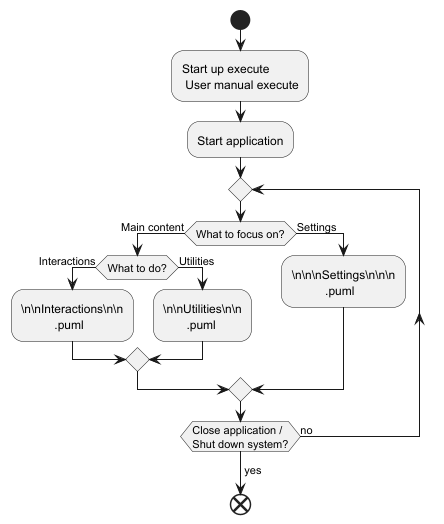 Start up execute
User manual execute
Start application
What to focus on?
Main content
Settings
What to do?
Interactions
Utilities
\n\nInteractions\n\n
.puml
\n\nUtilities\n\n
.puml
\n\n\nSettings\n\n\n
.puml
Close application /
Shut down system?
no
yes